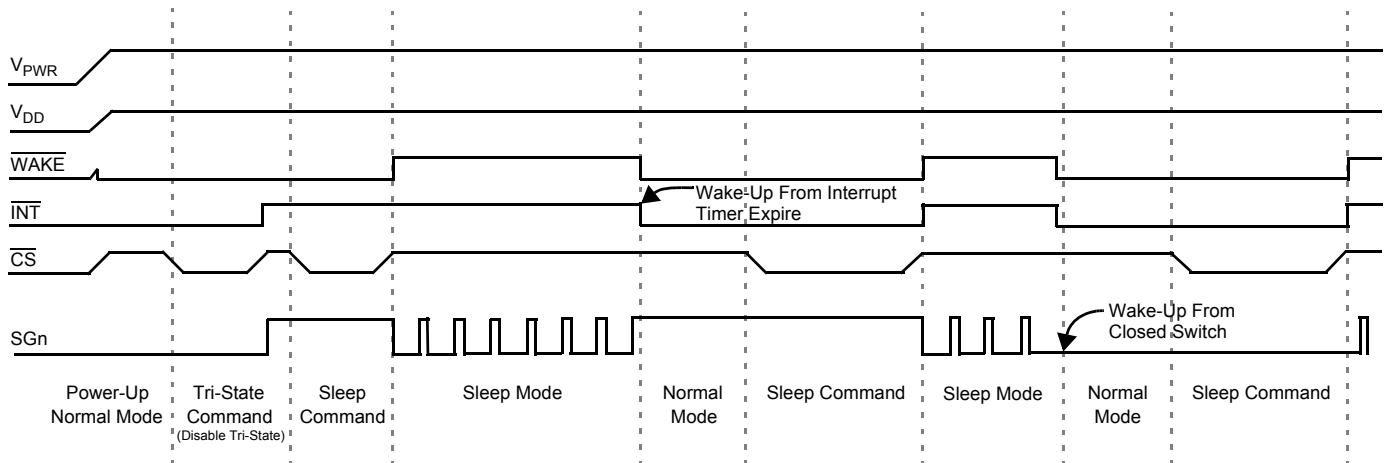 VPWR
VDD
WAKE
Wake-Up From Interrupt
Timer Expire
INT
CS
SGn
Wake-Up From
Closed Switch
Power-Up
Normal Mode
Tri-State
Command
(Disable Tri-State)
Sleep
Command
Sleep Mode
Normal
Mode
Sleep Command
Sleep Mode
Normal
Mode
Sleep Command